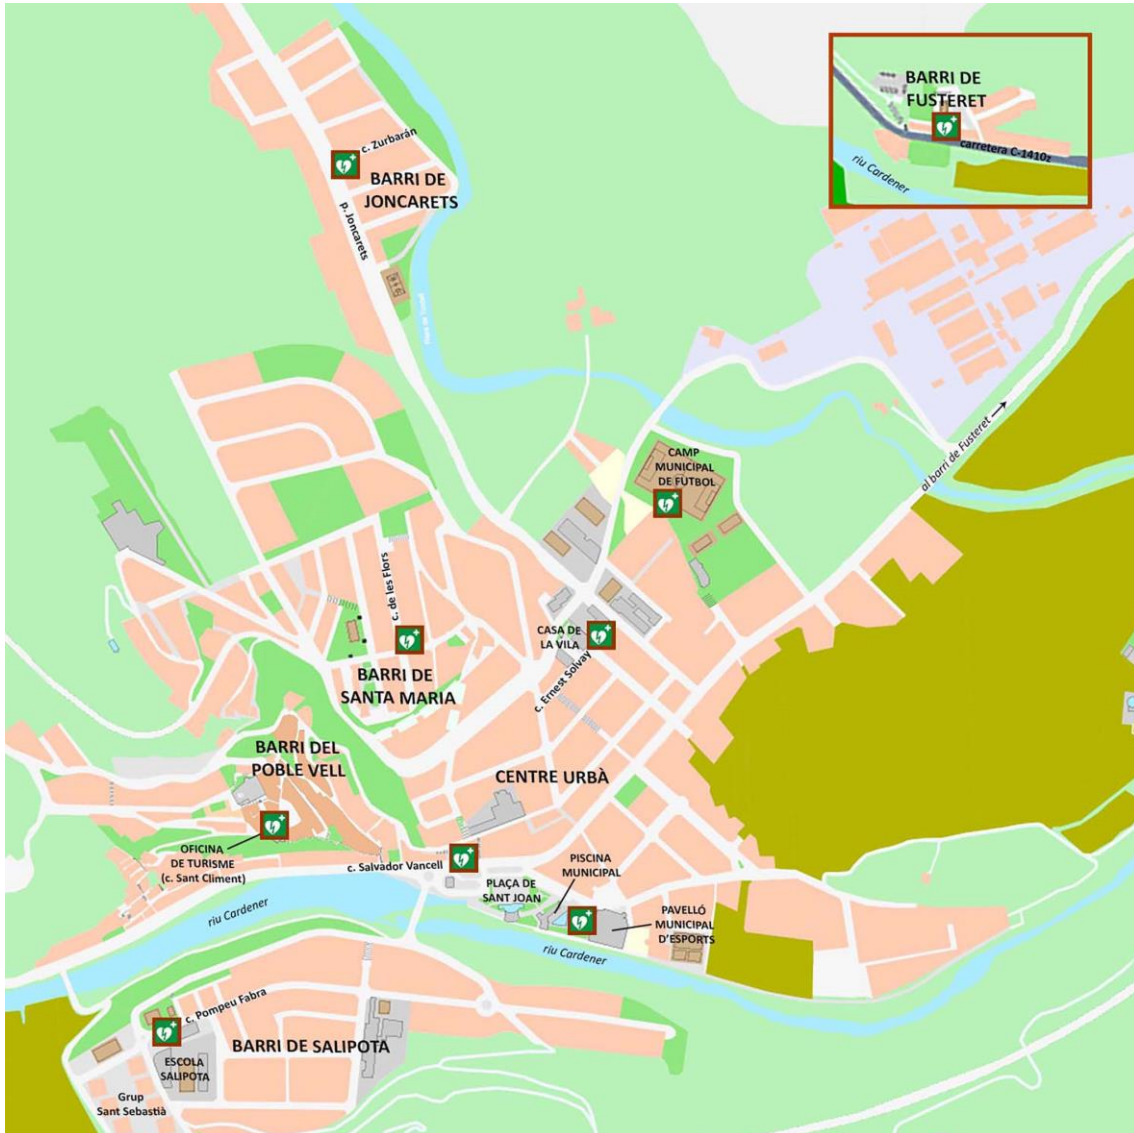 BARRI DE
FUSTERET
carretera C-1410z
riu Cardener
c. Zurbarán
BARRI DE
JONCARETS
p. Joncarets
al barri de Fusteret
CAMP
MUNICIPAL
DE FUTBOL
c. de les Flors
CASA DE
LA VILA
c. Ernest Solvay
BARRI DE
SANTA MARIA
BARRI DEL
POBLE VELL
CENTRE URBÀ
OFICINA
DE TURISME
(c. Sant Climent)
c. Salvador Vancell
PISCINA
MUNICIPAL
PLAÇA DE
SANT JOAN
PAVELLÓ
MUNICIPAL
D'ESPORTS
riu Cardener
riu Cardener
c. Pompeu Fabra
BARRI DE SALIPOTA
ESCOLA
SALIPOTA
Grup
Sant Sebastià